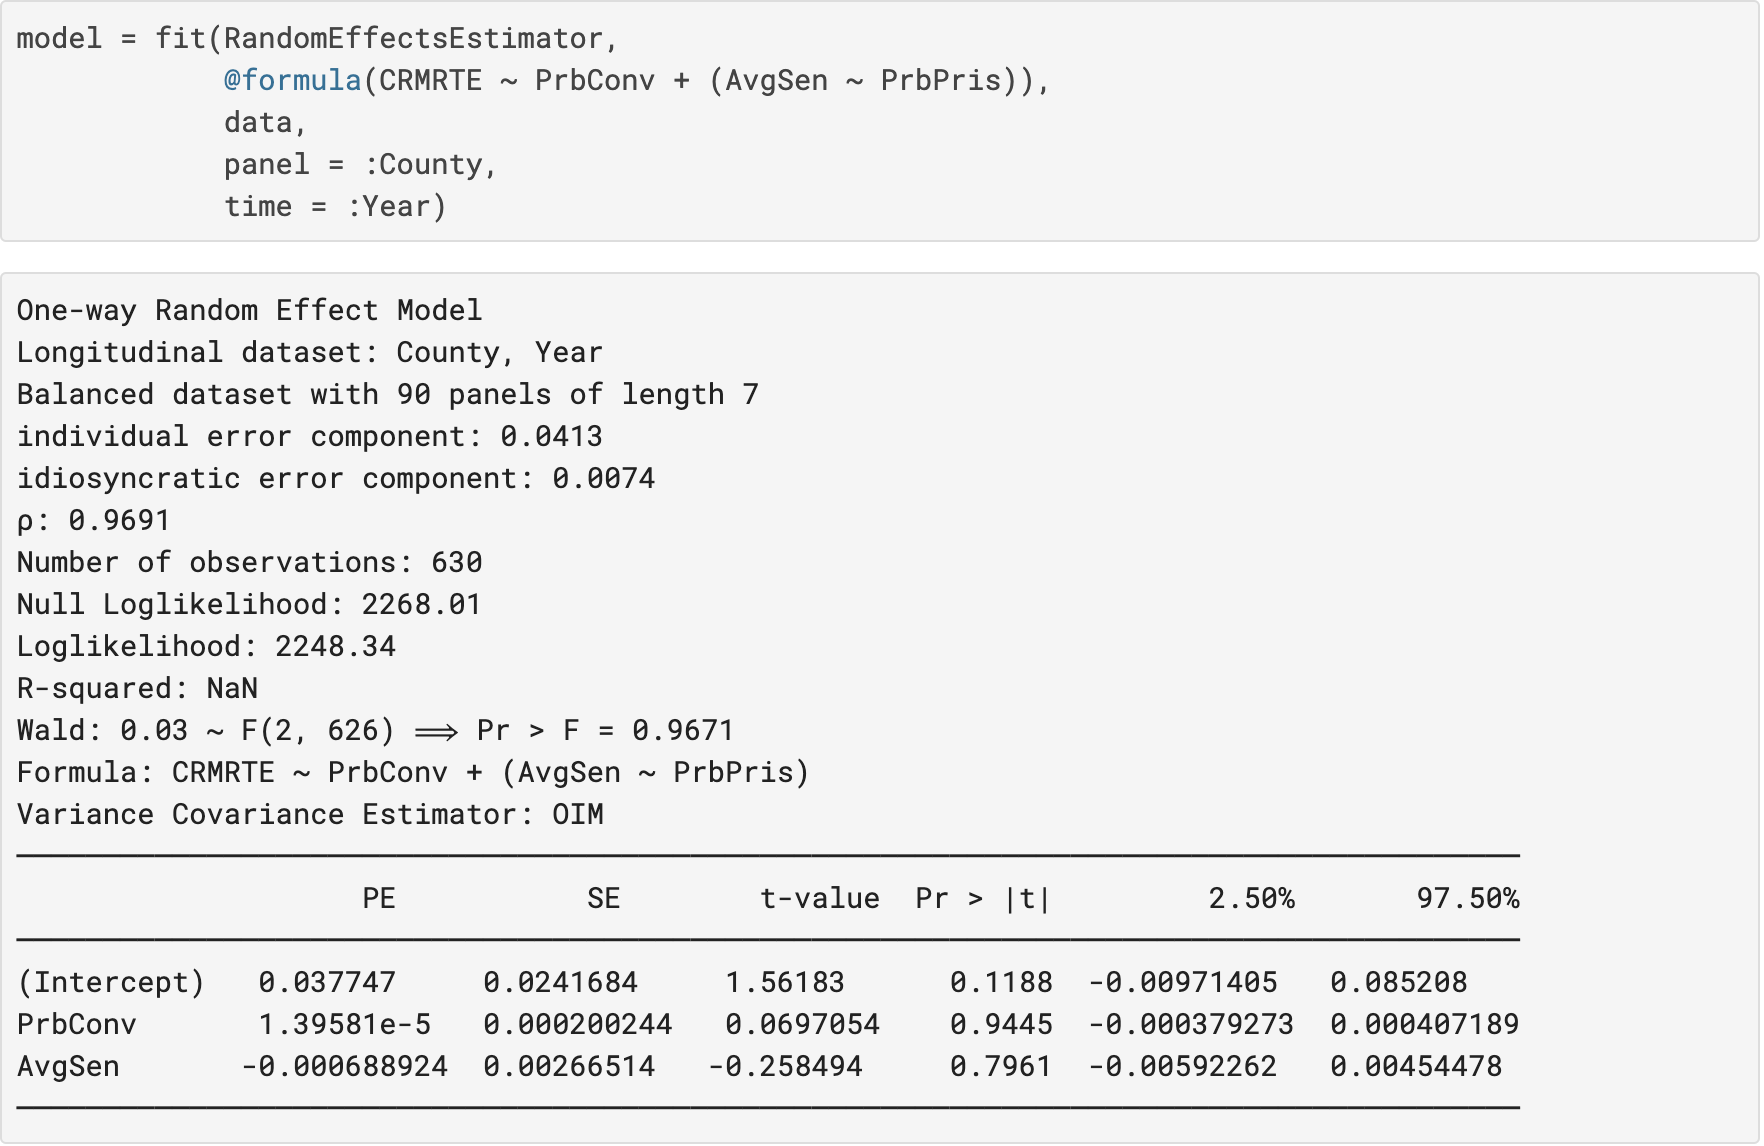 model = fit(RandomEffectsEstimator,
            @formula(CRMRTE ~ PrbConv + (AvgSen ~ PrbPris)),
            data,
            panel = :County,
            time = :Year)
One-way Random Effect Model
Longitudinal dataset: County, Year
Balanced dataset with 90 panels of length 7
individual error component: 0.0413
idiosyncratic error component: 0.0074
ρ: 0.9691
Number of observations: 630
Null Loglikelihood: 2268.01
Loglikelihood: 2248.34
R-squared: NaN
Wald: 0.03 ~ F(2, 626) ⟹ Pr > F = 0.9671
Formula: CRMRTE ~ PrbConv + (AvgSen ~ PrbPris)
Variance Covariance Estimator: OIM
PE SE t-value Pr > |t| 2.50% 97.50%
(Intercept) 0.037747 0.0241684 1.56183 0.1188 -0.00971405 0.085208
PrbConv 1.39581e-5 0.000200244 0.0697054 0.9445 -0.000379273 0.000407189
AvgSen -0.000688924 0.00266514 -0.258494 0.7961 -0.00592262 0.00454478